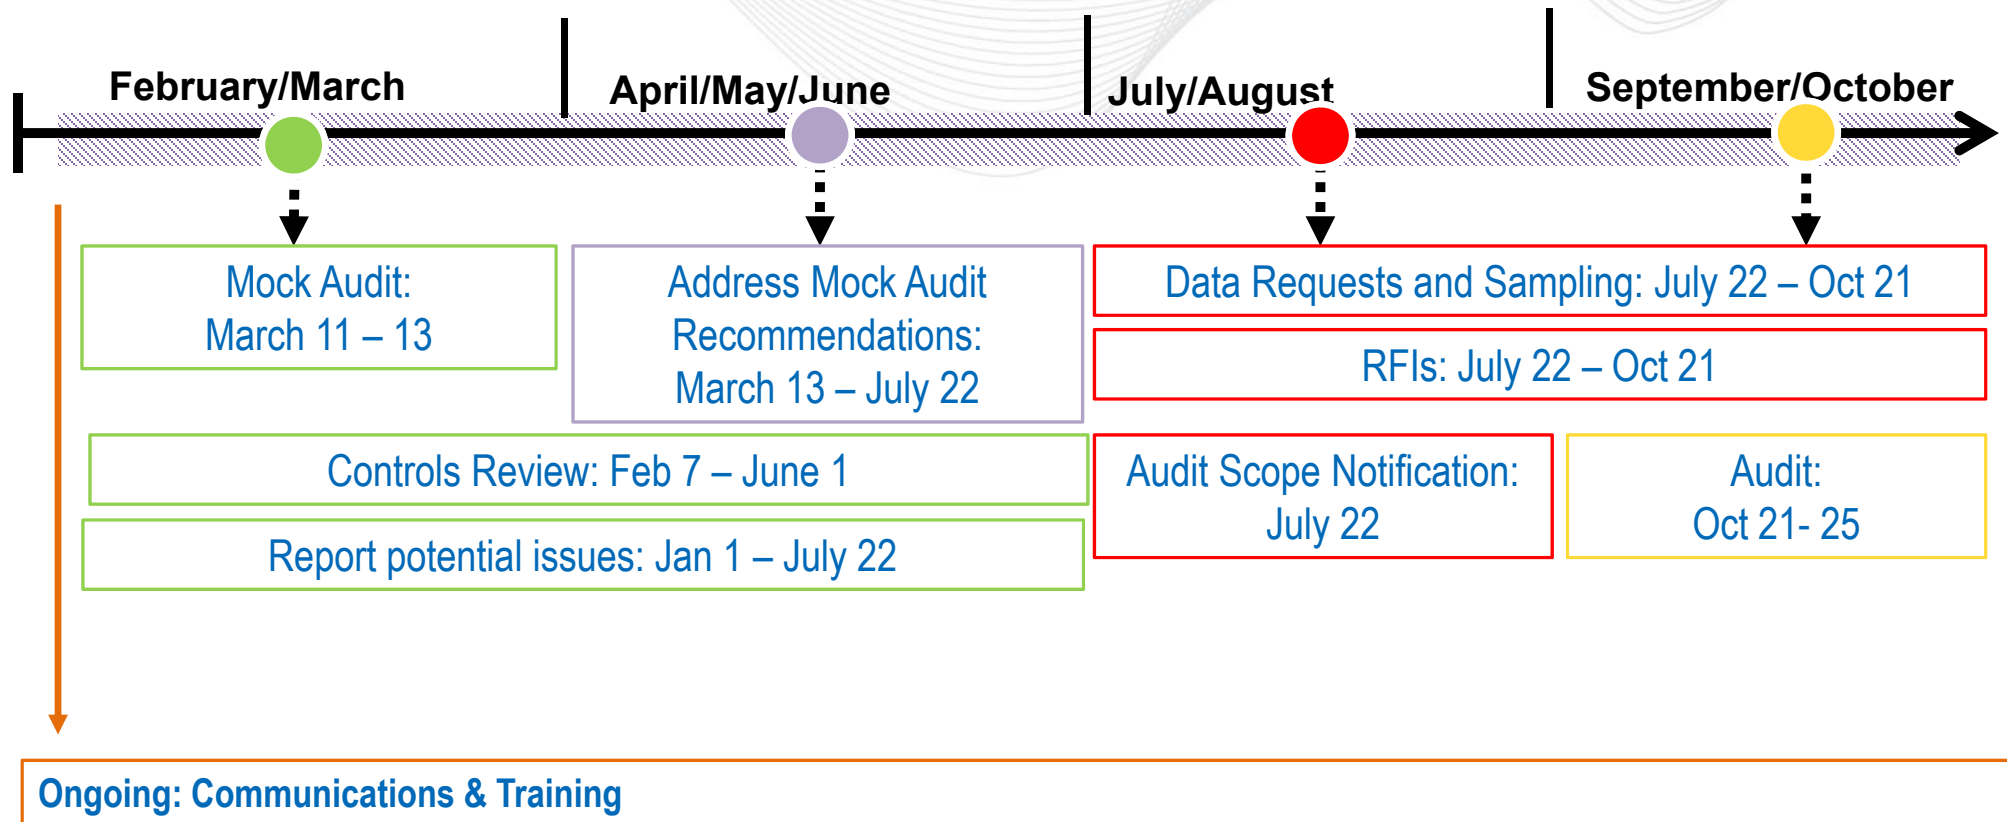 February/March
April/May/June
July/August
September/October
Mock Audit:
March 11 – 13
Address Mock Audit
Recommendations:
March 13 – July 22
Data Requests and Sampling: July 22 – Oct 21
RFIs: July 22 – Oct 21
Controls Review: Feb 7 – June 1
Audit Scope Notification:
July 22
Audit:
Oct 21- 25
Report potential issues: Jan 1 – July 22
Ongoing: Communications & Training